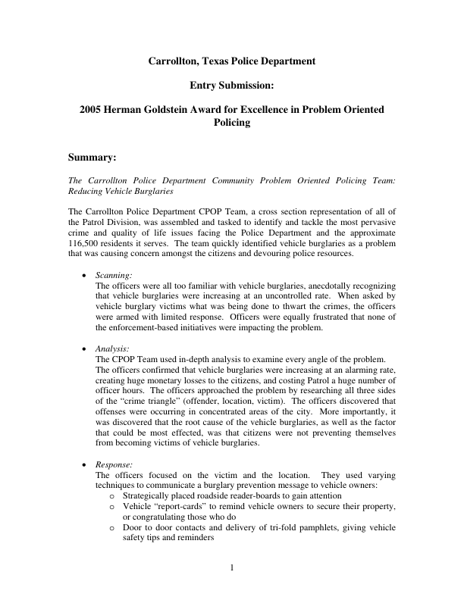 Carrollton, Texas Police Department
Entry Submission:
2005 Herman Goldstein Award for Excellence in Problem Oriented
Policing
Summary:
The Carrollton Police Department Community Problem Oriented Policing Team:
Reducing Vehicle Burglaries
The Carrollton Police Department CPOP Team, a cross section representation of all of
the Patrol Division, was assembled and tasked to identify and tackle the most pervasive
crime and quality of life issues facing the Police Department and the approximate
116,500 residents it serves. The team quickly identified vehicle burglaries as a problem
that was causing concern amongst the citizens and devouring police resources.
• Scanning:
The officers were all too familiar with vehicle burglaries, anecdotally recognizing
that vehicle burglaries were increasing at an uncontrolled rate. When asked by
vehicle burglary victims what was being done to thwart the crimes, the officers
were armed with limited response. Officers were equally frustrated that none of
the enforcement-based initiatives were impacting the problem.
• Analysis:
The CPOP Team used in-depth analysis to examine every angle of the problem.
The officers confirmed that vehicle burglaries were increasing at an alarming rate,
creating huge monetary losses to the citizens, and costing Patrol a huge number of
officer hours. The officers approached the problem by researching all three sides
of the “crime triangle” (offender, location, victim). The officers discovered that
offenses were occurring in concentrated areas of the city. More importantly, it
was discovered that the root cause of the vehicle burglaries, as well as the factor
that could be most effected, was that citizens were not preventing themselves
from becoming victims of vehicle burglaries.
• Response:
The officers focused on the victim and the location. They used varying
techniques to communicate a burglary prevention message to vehicle owners:
o Strategically placed roadside reader-boards to gain attention
o Vehicle “report-cards” to remind vehicle owners to secure their property,
or congratulating those who do
o Door to door contacts and delivery of tri-fold pamphlets, giving vehicle
safety tips and reminders
1